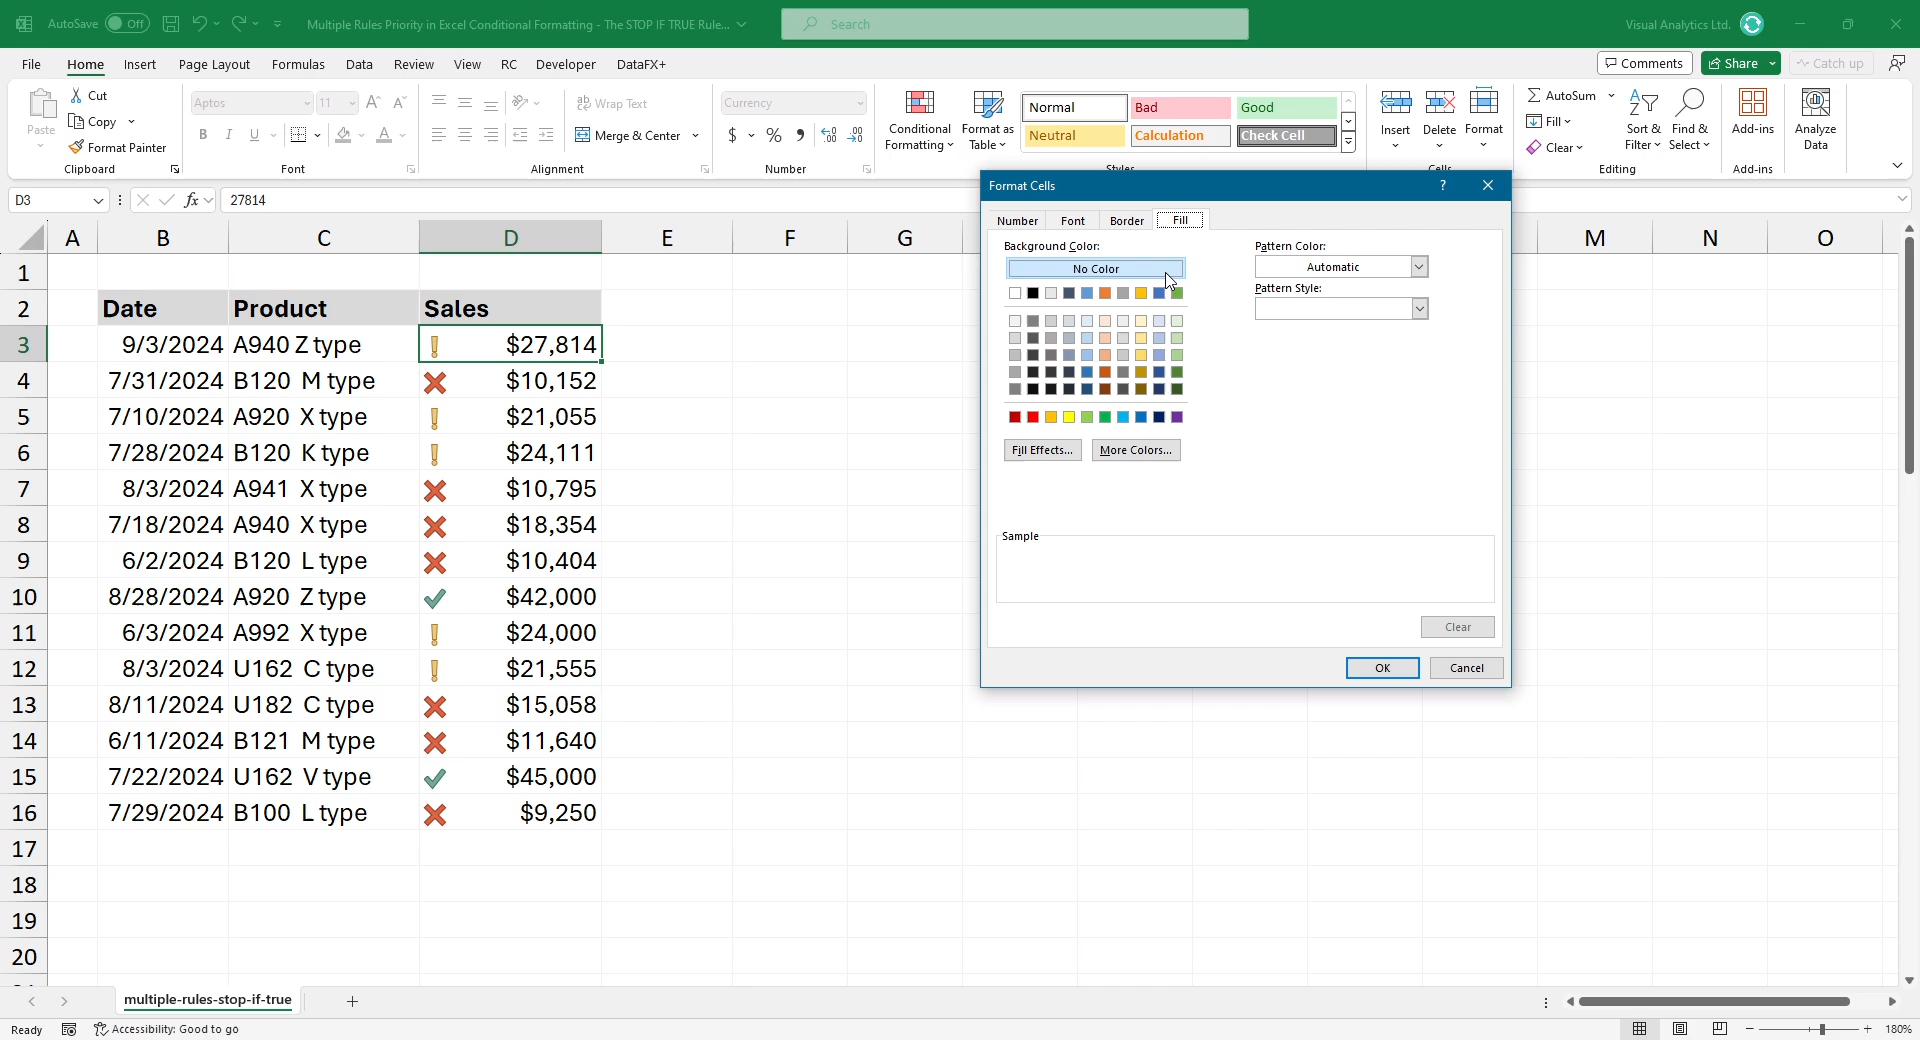 AutoSave Off Multiple Rules Priority in Excel Conditional Formatting - The STOP IF TRUE Rule... Search Visual Analytics Ltd.
File Home Insert Page Layout Formulas Data Review View RC Developer DataFX+ Comments Share Catch up
Paste
Cut
Copy
Format Painter
Clipboard
Aptos 11
B I U A
Font
Wrap Text
Merge & Center
Alignment
Currency
$ % ,
Number
Conditional Formatting
Format as Table
Normal Bad Good
Neutral Calculation Check Cell
Styles
Insert Delete Format
Cells
AutoSum
Fill
Clear
Sort & Filter
Find & Select
Editing
Add-ins
Add-ins
Analyze Data
D3 fx 27814
A B C D E F G M N O
1
2 Date Product Sales
3 9/3/2024 A940 Z type $27,814
4 7/31/2024 B120 M type $10,152
5 7/10/2024 A920 X type $21,055
6 7/28/2024 B120 K type $24,111
7 8/3/2024 A941 X type $10,795
8 7/18/2024 A940 X type $18,354
9 6/2/2024 B120 L type $10,404
10 8/28/2024 A920 Z type $42,000
11 6/3/2024 A992 X type $24,000
12 8/3/2024 U162 C type $21,555
13 8/11/2024 U182 C type $15,058
14 6/11/2024 B121 M type $11,640
15 7/22/2024 U162 V type $45,000
16 7/29/2024 B100 L type $9,250
17
18
19
20
Format Cells ?
Number Font Border Fill
Background Color:
No Color
Pattern Color:
Automatic
Pattern Style:
Fill Effects... More Colors...
Sample
Clear
OK Cancel
multiple-rules-stop-if-true
Ready Accessibility: Good to go 180%